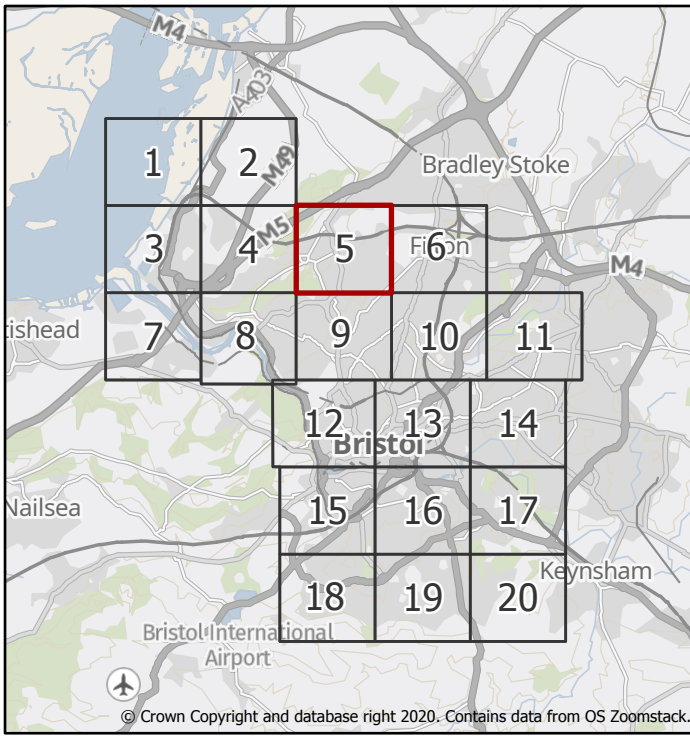 M4
A403
Bradley Stoke
1
2
M49
M5
3
4
5
6
Filton
M4
tishead
7
8
9
10
11
12
13
14
Bristol
Nailsea
15
16
17
Keynsham
18
19
20
Bristol International
Airport
© Crown Copyright and database right 2020. Contains data from OS Zoomstack.